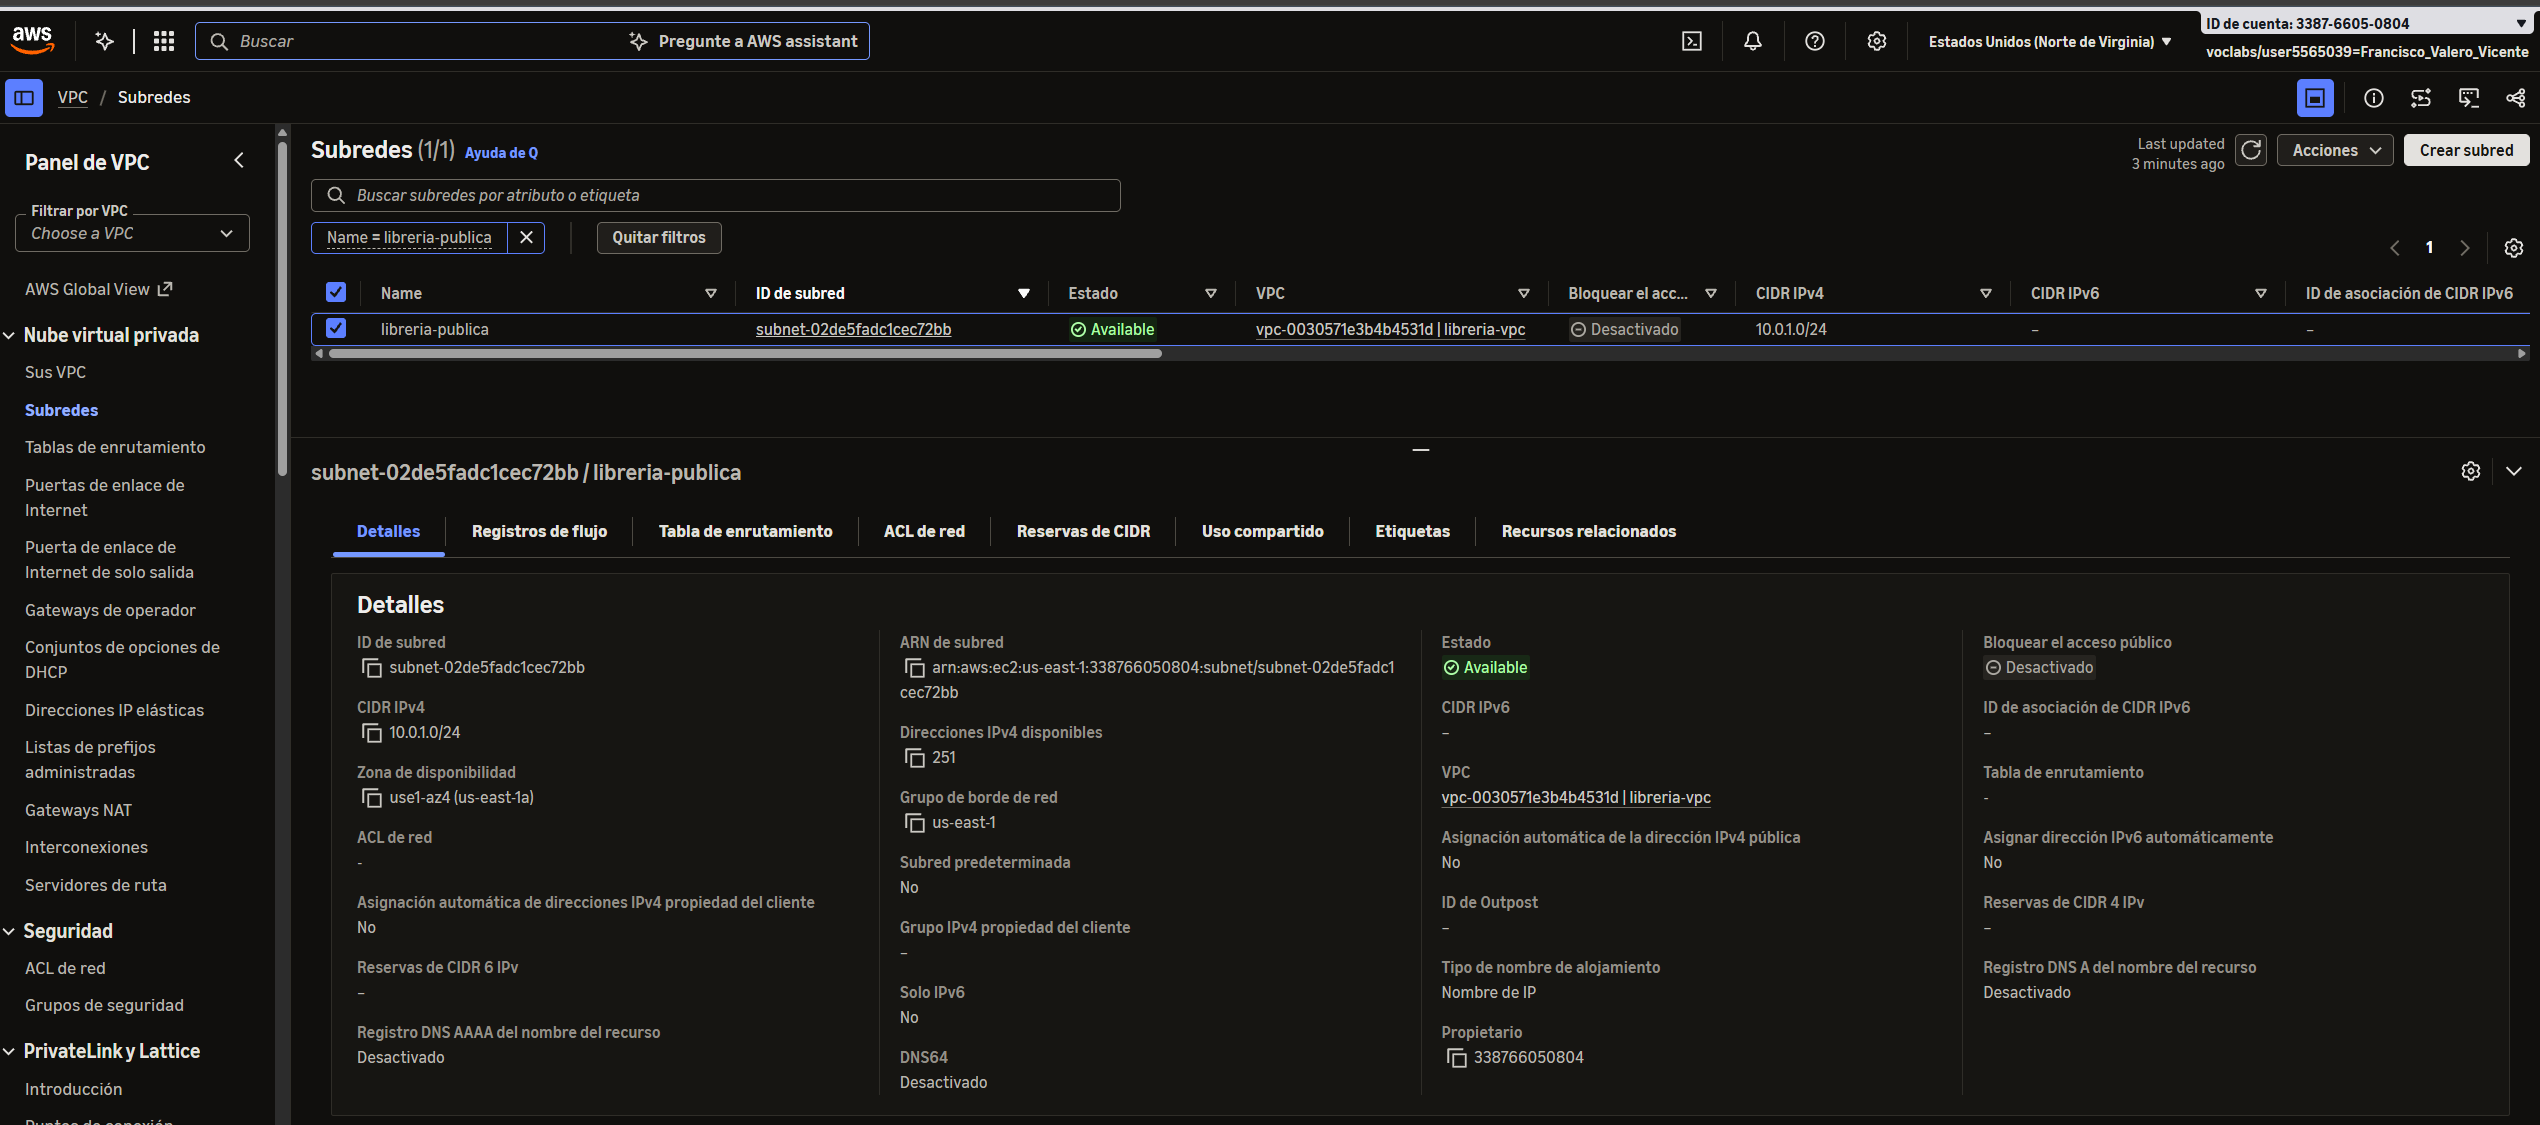 aws
Buscar
Pregunte a AWS assistant
Estados Unidos (Norte de Virginia)
ID de cuenta: 3387-6605-0804
voclabs/user5565039=Francisco_Valero_Vicente
VPC / Subredes
Panel de VPC
Filtrar por VPC
Choose a VPC
AWS Global View
Nube virtual privada
Sus VPC
Subredes
Tablas de enrutamiento
Puertas de enlace de
Internet
Puerta de enlace de
Internet de solo salida
Gateways de operador
Conjuntos de opciones de
DHCP
Direcciones IP elásticas
Listas de prefijos
administradas
Gateways NAT
Interconexiones
Servidores de ruta
Seguridad
ACL de red
Grupos de seguridad
PrivateLink y Lattice
Introducción
Puntos de conexión
Subredes (1/1) Ayuda de Q
Last updated
3 minutes ago
Acciones
Crear subred
Buscar subredes por atributo o etiqueta
Name = libreria-publica
Quitar filtros
1
Name ID de subred Estado VPC Bloquear el acc... CIDR IPv4 CIDR IPv6 ID de asociación de CIDR IPv6
libreria-publica subnet-02de5fadc1cec72bb Available vpc-0030571e3b4b4531d | libreria-vpc Desactivado 10.0.1.0/24 – –
subnet-02de5fadc1cec72bb / libreria-publica
Detalles Registros de flujo Tabla de enrutamiento ACL de red Reservas de CIDR Uso compartido Etiquetas Recursos relacionados
Detalles
ID de subred
subnet-02de5fadc1cec72bb
CIDR IPv4
10.0.1.0/24
Zona de disponibilidad
use1-az4 (us-east-1a)
ACL de red
-
Asignación automática de direcciones IPv4 propiedad del cliente
No
Reservas de CIDR 6 IPv
–
Registro DNS AAAA del nombre del recurso
Desactivado
ARN de subred
arn:aws:ec2:us-east-1:338766050804:subnet/subnet-02de5fadc1
cec72bb
Direcciones IPv4 disponibles
251
Grupo de borde de red
us-east-1
Subred predeterminada
No
Grupo IPv4 propiedad del cliente
–
Solo IPv6
No
DNS64
Desactivado
Estado
Available
CIDR IPv6
–
VPC
vpc-0030571e3b4b4531d | libreria-vpc
Asignación automática de la dirección IPv4 pública
No
ID de Outpost
–
Tipo de nombre de alojamiento
Nombre de IP
Propietario
338766050804
Bloquear el acceso público
Desactivado
ID de asociación de CIDR IPv6
–
Tabla de enrutamiento
-
Asignar dirección IPv6 automáticamente
No
Reservas de CIDR 4 IPv
–
Registro DNS A del nombre del recurso
Desactivado